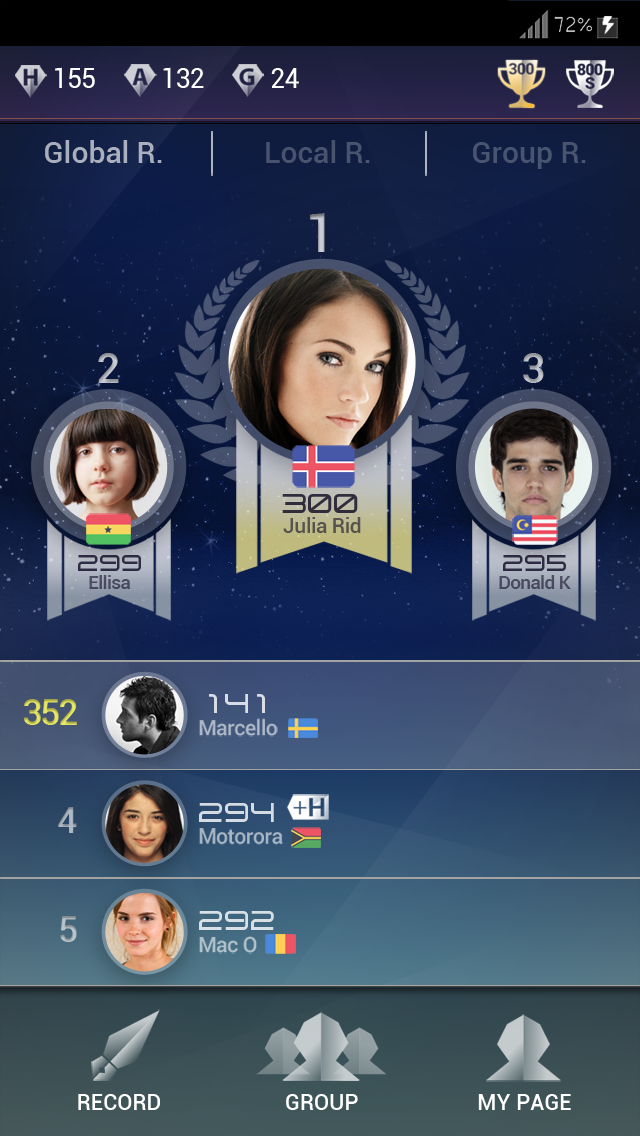 72%
H 155 A 132 G 24 300 800
S
Global R. Local R. Group R.
1
2
3
300
Julia Rid
299
Ellisa
295
Donald K
352 141
Marcello
4 294 +H
Motorora
5 292
Mac O
RECORD GROUP MY PAGE